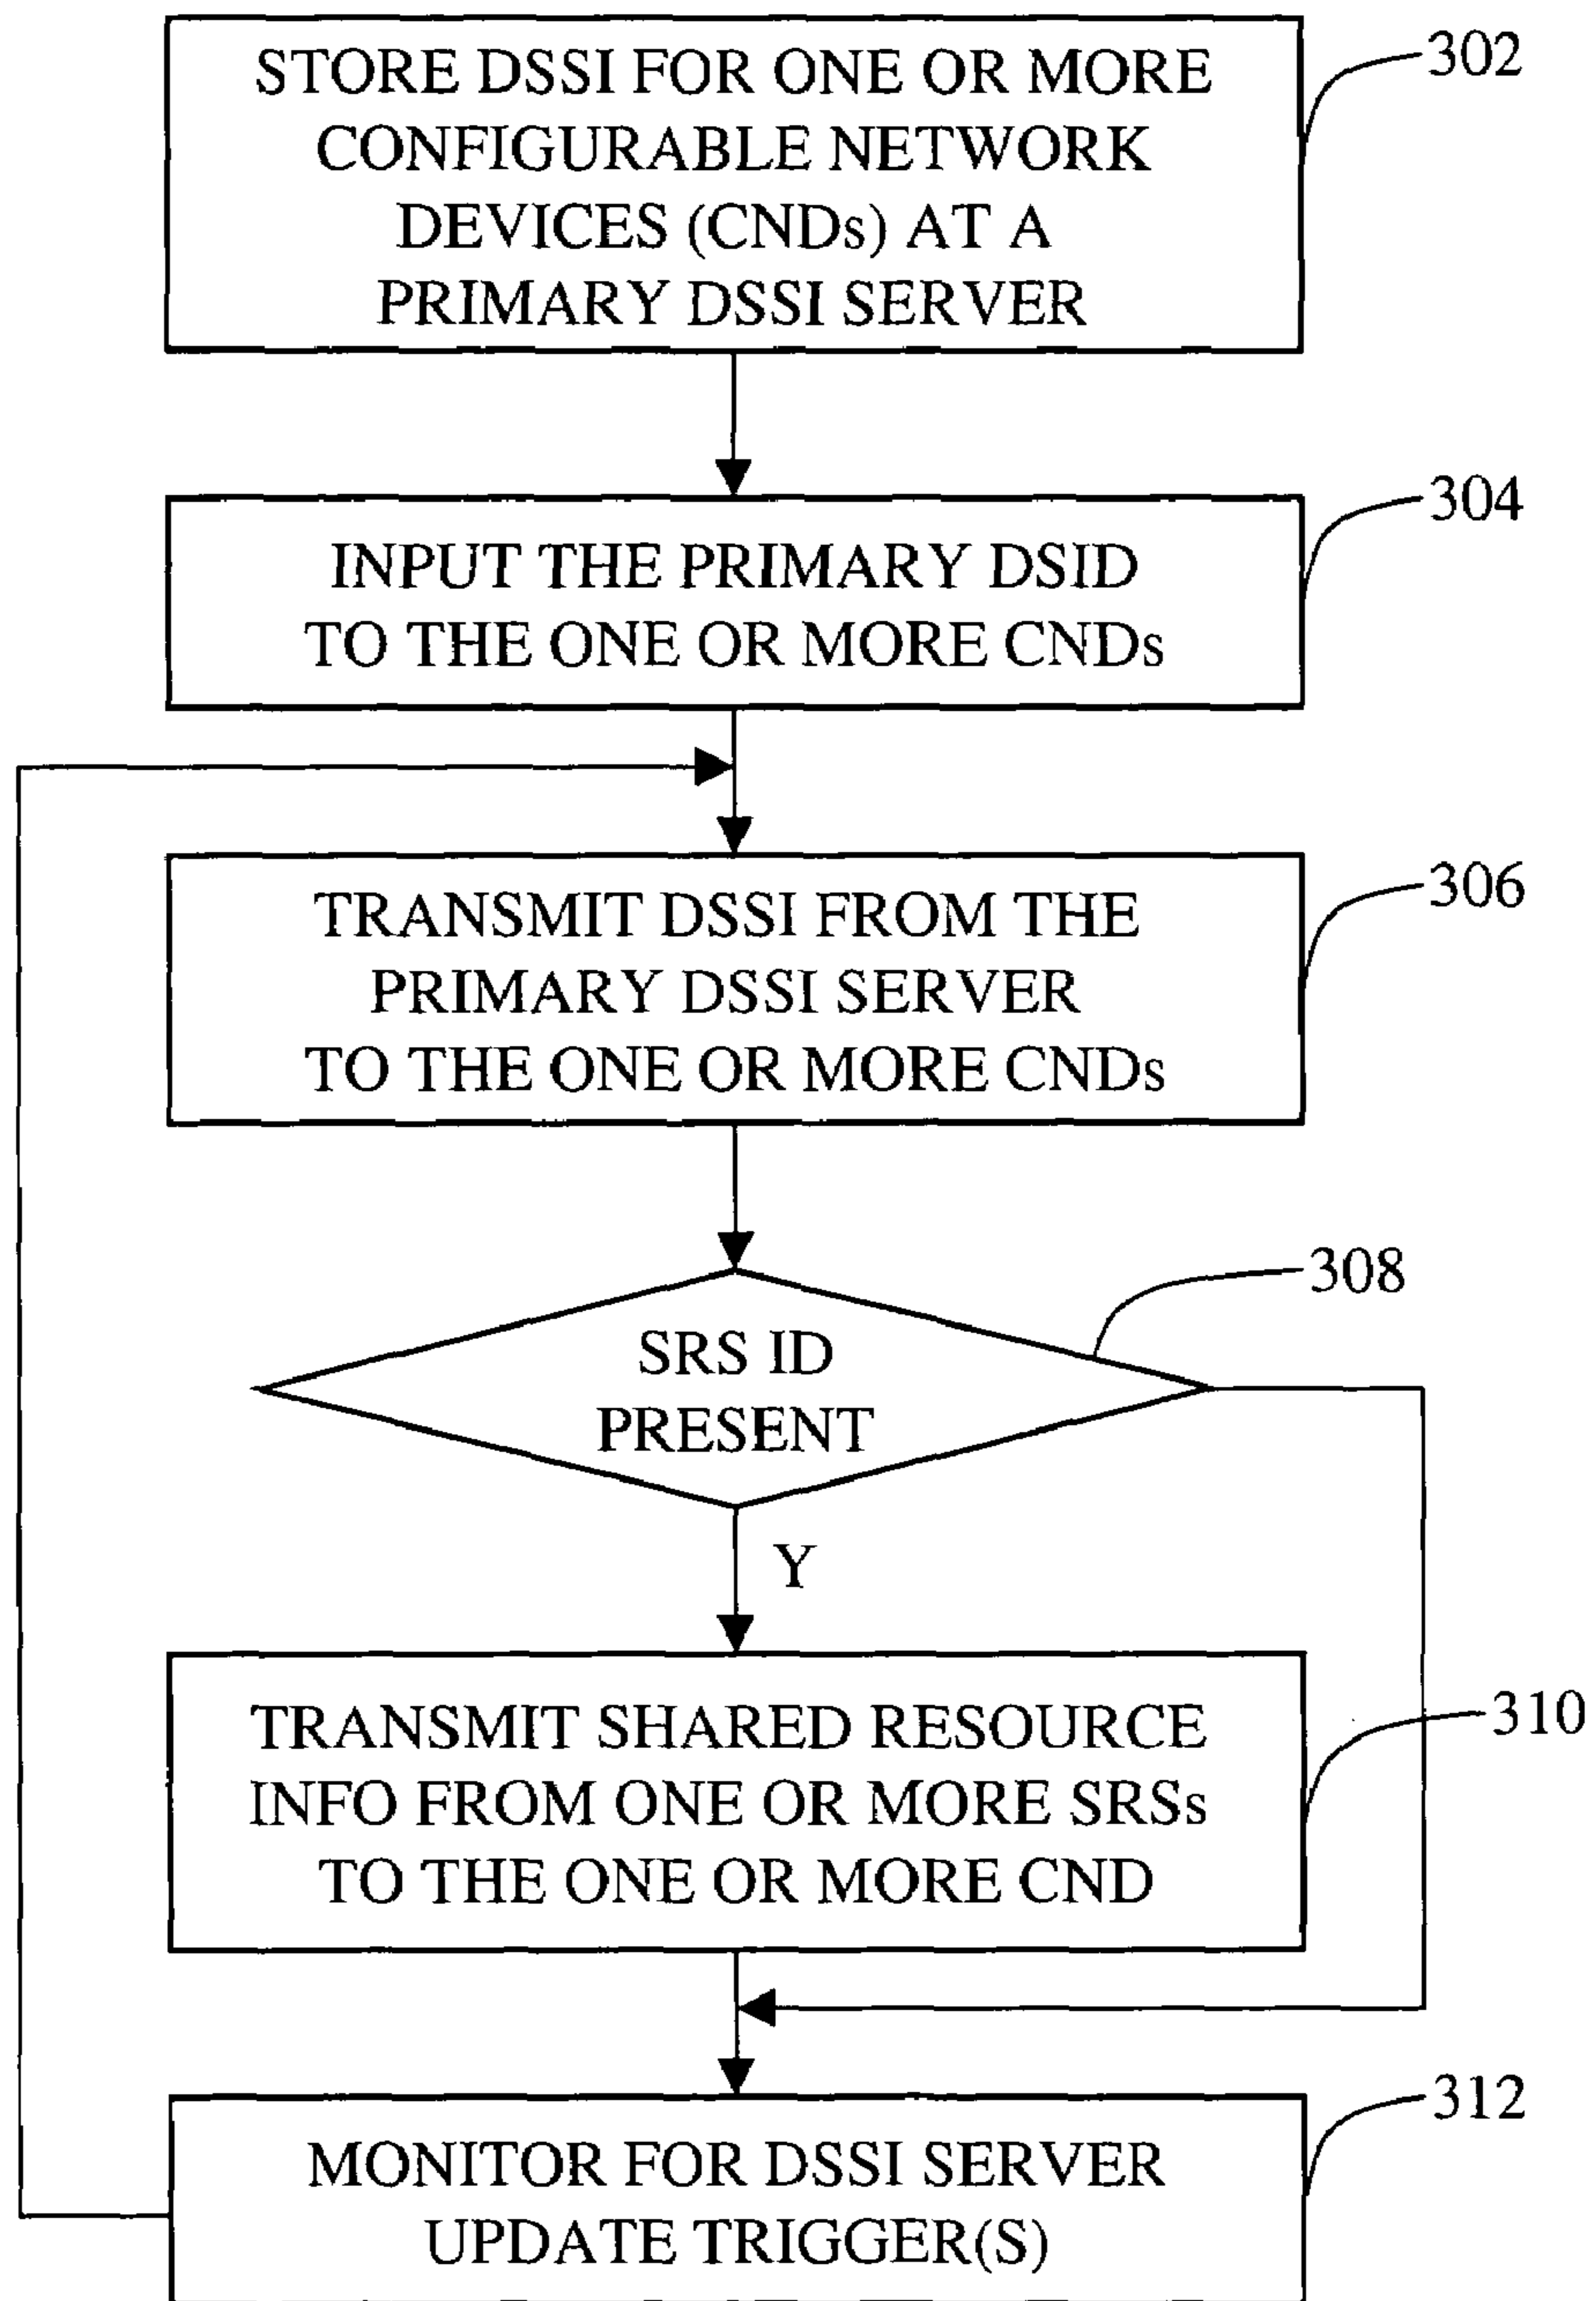 STORE DSSI FOR ONE OR MORE
CONFIGURABLE NETWORK
DEVICES (CNDs) AT A
PRIMARY DSSI SERVER
302
INPUT THE PRIMARY DSID
TO THE ONE OR MORE CNDs
304
TRANSMIT DSSI FROM THE
PRIMARY DSSI SERVER
TO THE ONE OR MORE CNDs
306
SRS ID
PRESENT
308
Y
TRANSMIT SHARED RESOURCE
INFO FROM ONE OR MORE SRSs
TO THE ONE OR MORE CND
310
MONITOR FOR DSSI SERVER
UPDATE TRIGGER(S)
312